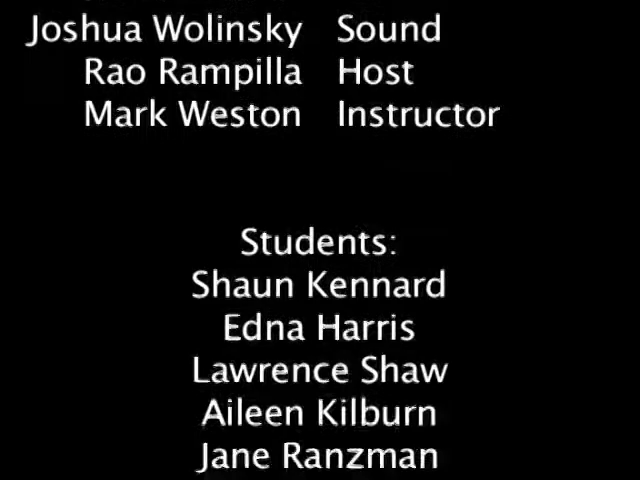 Joshua Wolinsky Sound
Rao Rampilla Host
Mark Weston Instructor
Students:
Shaun Kennard
Edna Harris
Lawrence Shaw
Aileen Kilburn
Jane Ranzman